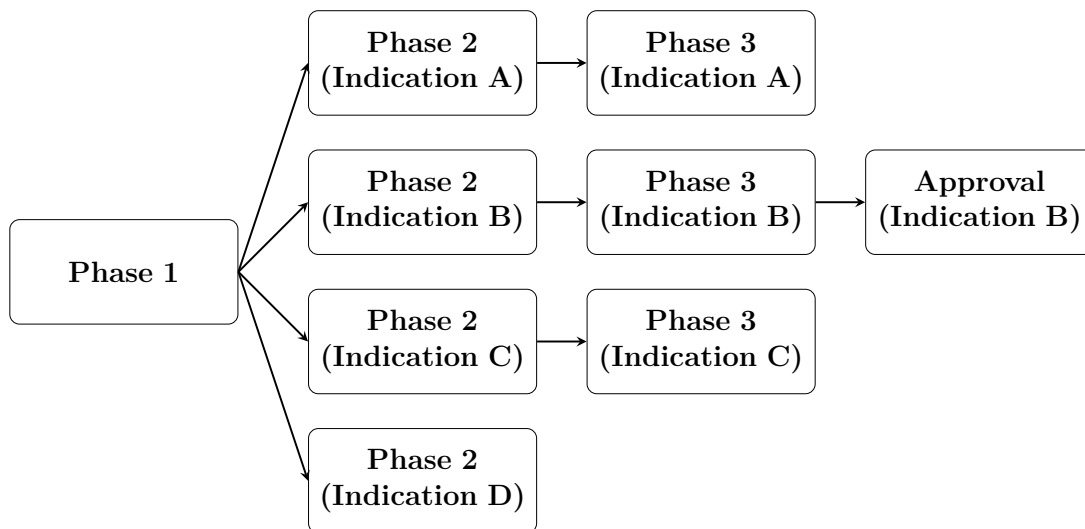 Phase 1
Phase 2
(Indication A)
Phase 3
(Indication A)
Phase 2
(Indication B)
Phase 3
(Indication B)
Approval
(Indication B)
Phase 2
(Indication C)
Phase 3
(Indication C)
Phase 2
(Indication D)